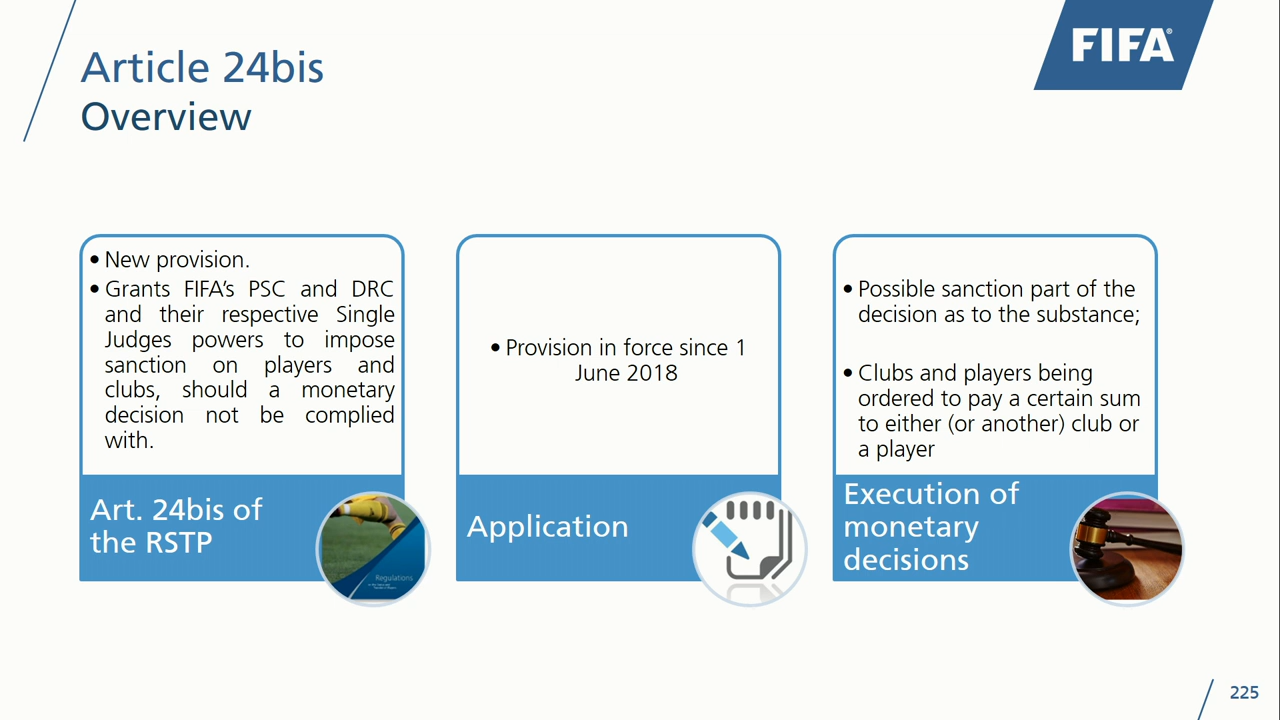 Article 24bis
Overview
FIFA®
• New provision.
• Grants FIFA's PSC and DRC
and their respective Single
Judges powers to impose
sanction on players and
clubs, should a monetary
decision not be complied
with.
Art. 24bis of
the RSTP
Regulations
• Provision in force since 1
June 2018
Application
• Possible sanction part of the
decision as to the substance;
• Clubs and players being
ordered to pay a certain sum
to either (or another) club or
a player
Execution of
monetary
decisions
225